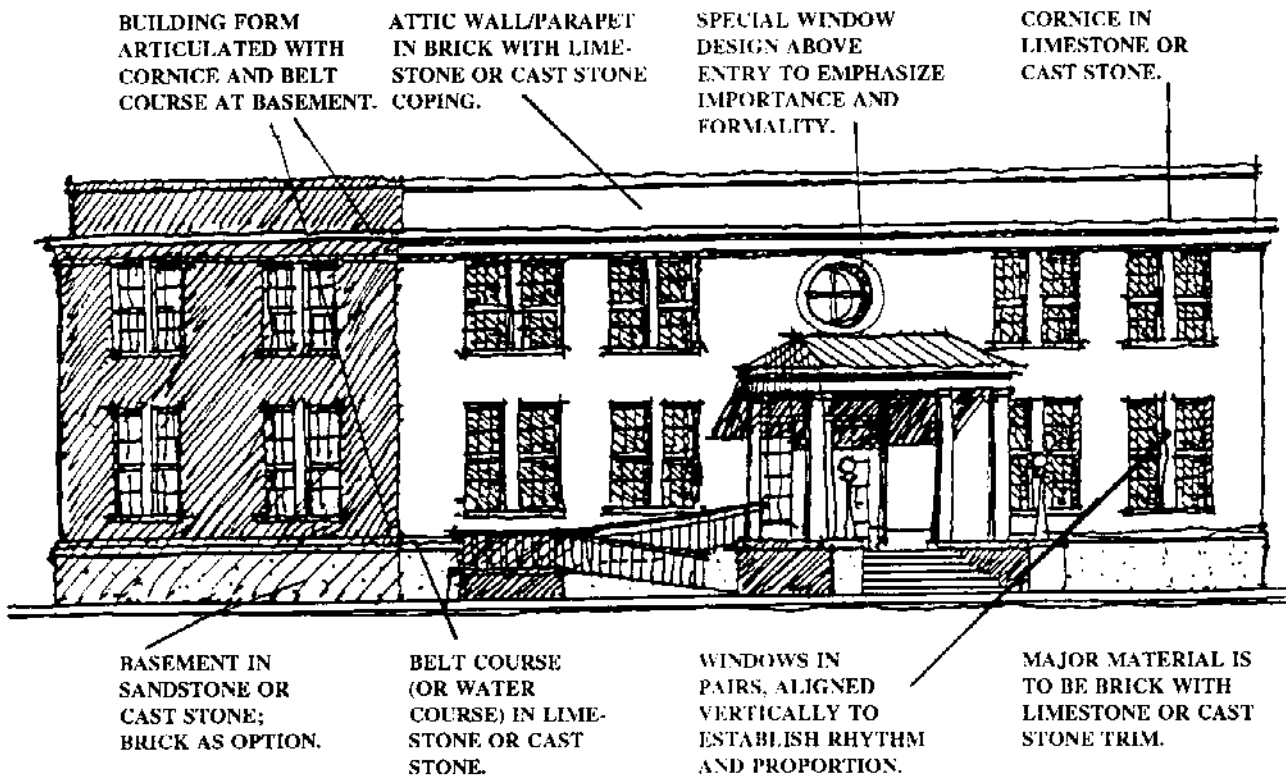 BUILDING FORM
ARTICULATED WITH
CORNICE AND BELT
COURSE AT BASEMENT.
ATTIC WALL/PARAPET
IN BRICK WITH LIME-
STONE OR CAST STONE
COPING.
SPECIAL WINDOW
DESIGN ABOVE
ENTRY TO EMPHASIZE
IMPORTANCE AND
FORMALITY.
CORNICE IN
LIMESTONE OR
CAST STONE.
BASEMENT IN
SANDSTONE OR
CAST STONE;
BRICK AS OPTION.
BELT COURSE
(OR WATER
COURSE) IN LIME-
STONE OR CAST
STONE.
WINDOWS IN
PAIRS, ALIGNED
VERTICALLY TO
ESTABLISH RHYTHM
AND PROPORTION.
MAJOR MATERIAL IS
TO BE BRICK WITH
LIMESTONE OR CAST
STONE TRIM.